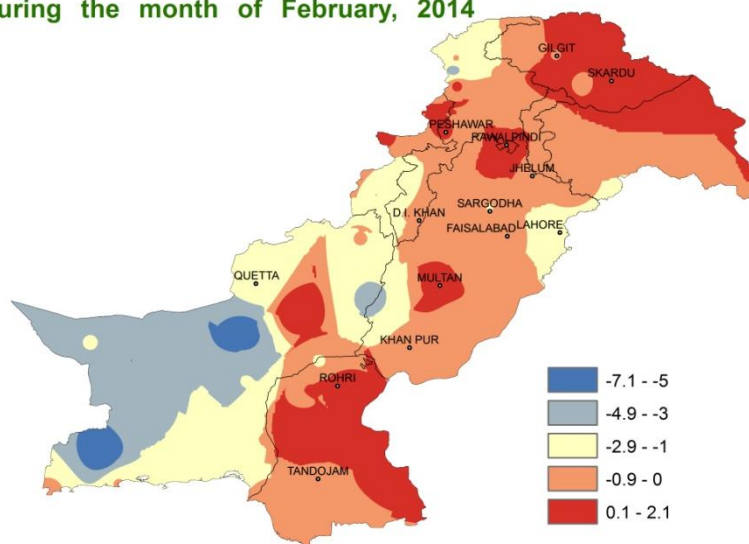 during the month of February, 2014
GILGIT
SKARDU
PESHAWAR
RAWALPINDI
JHELUM
SARGODHA
D.I. KHAN
FAISALABAD
LAHORE
QUETTA
MULTAN
KHAN PUR
ROHRI
TANDOJAM
-7.1 - -5
-4.9 - -3
-2.9 - -1
-0.9 - 0
0.1 - 2.1